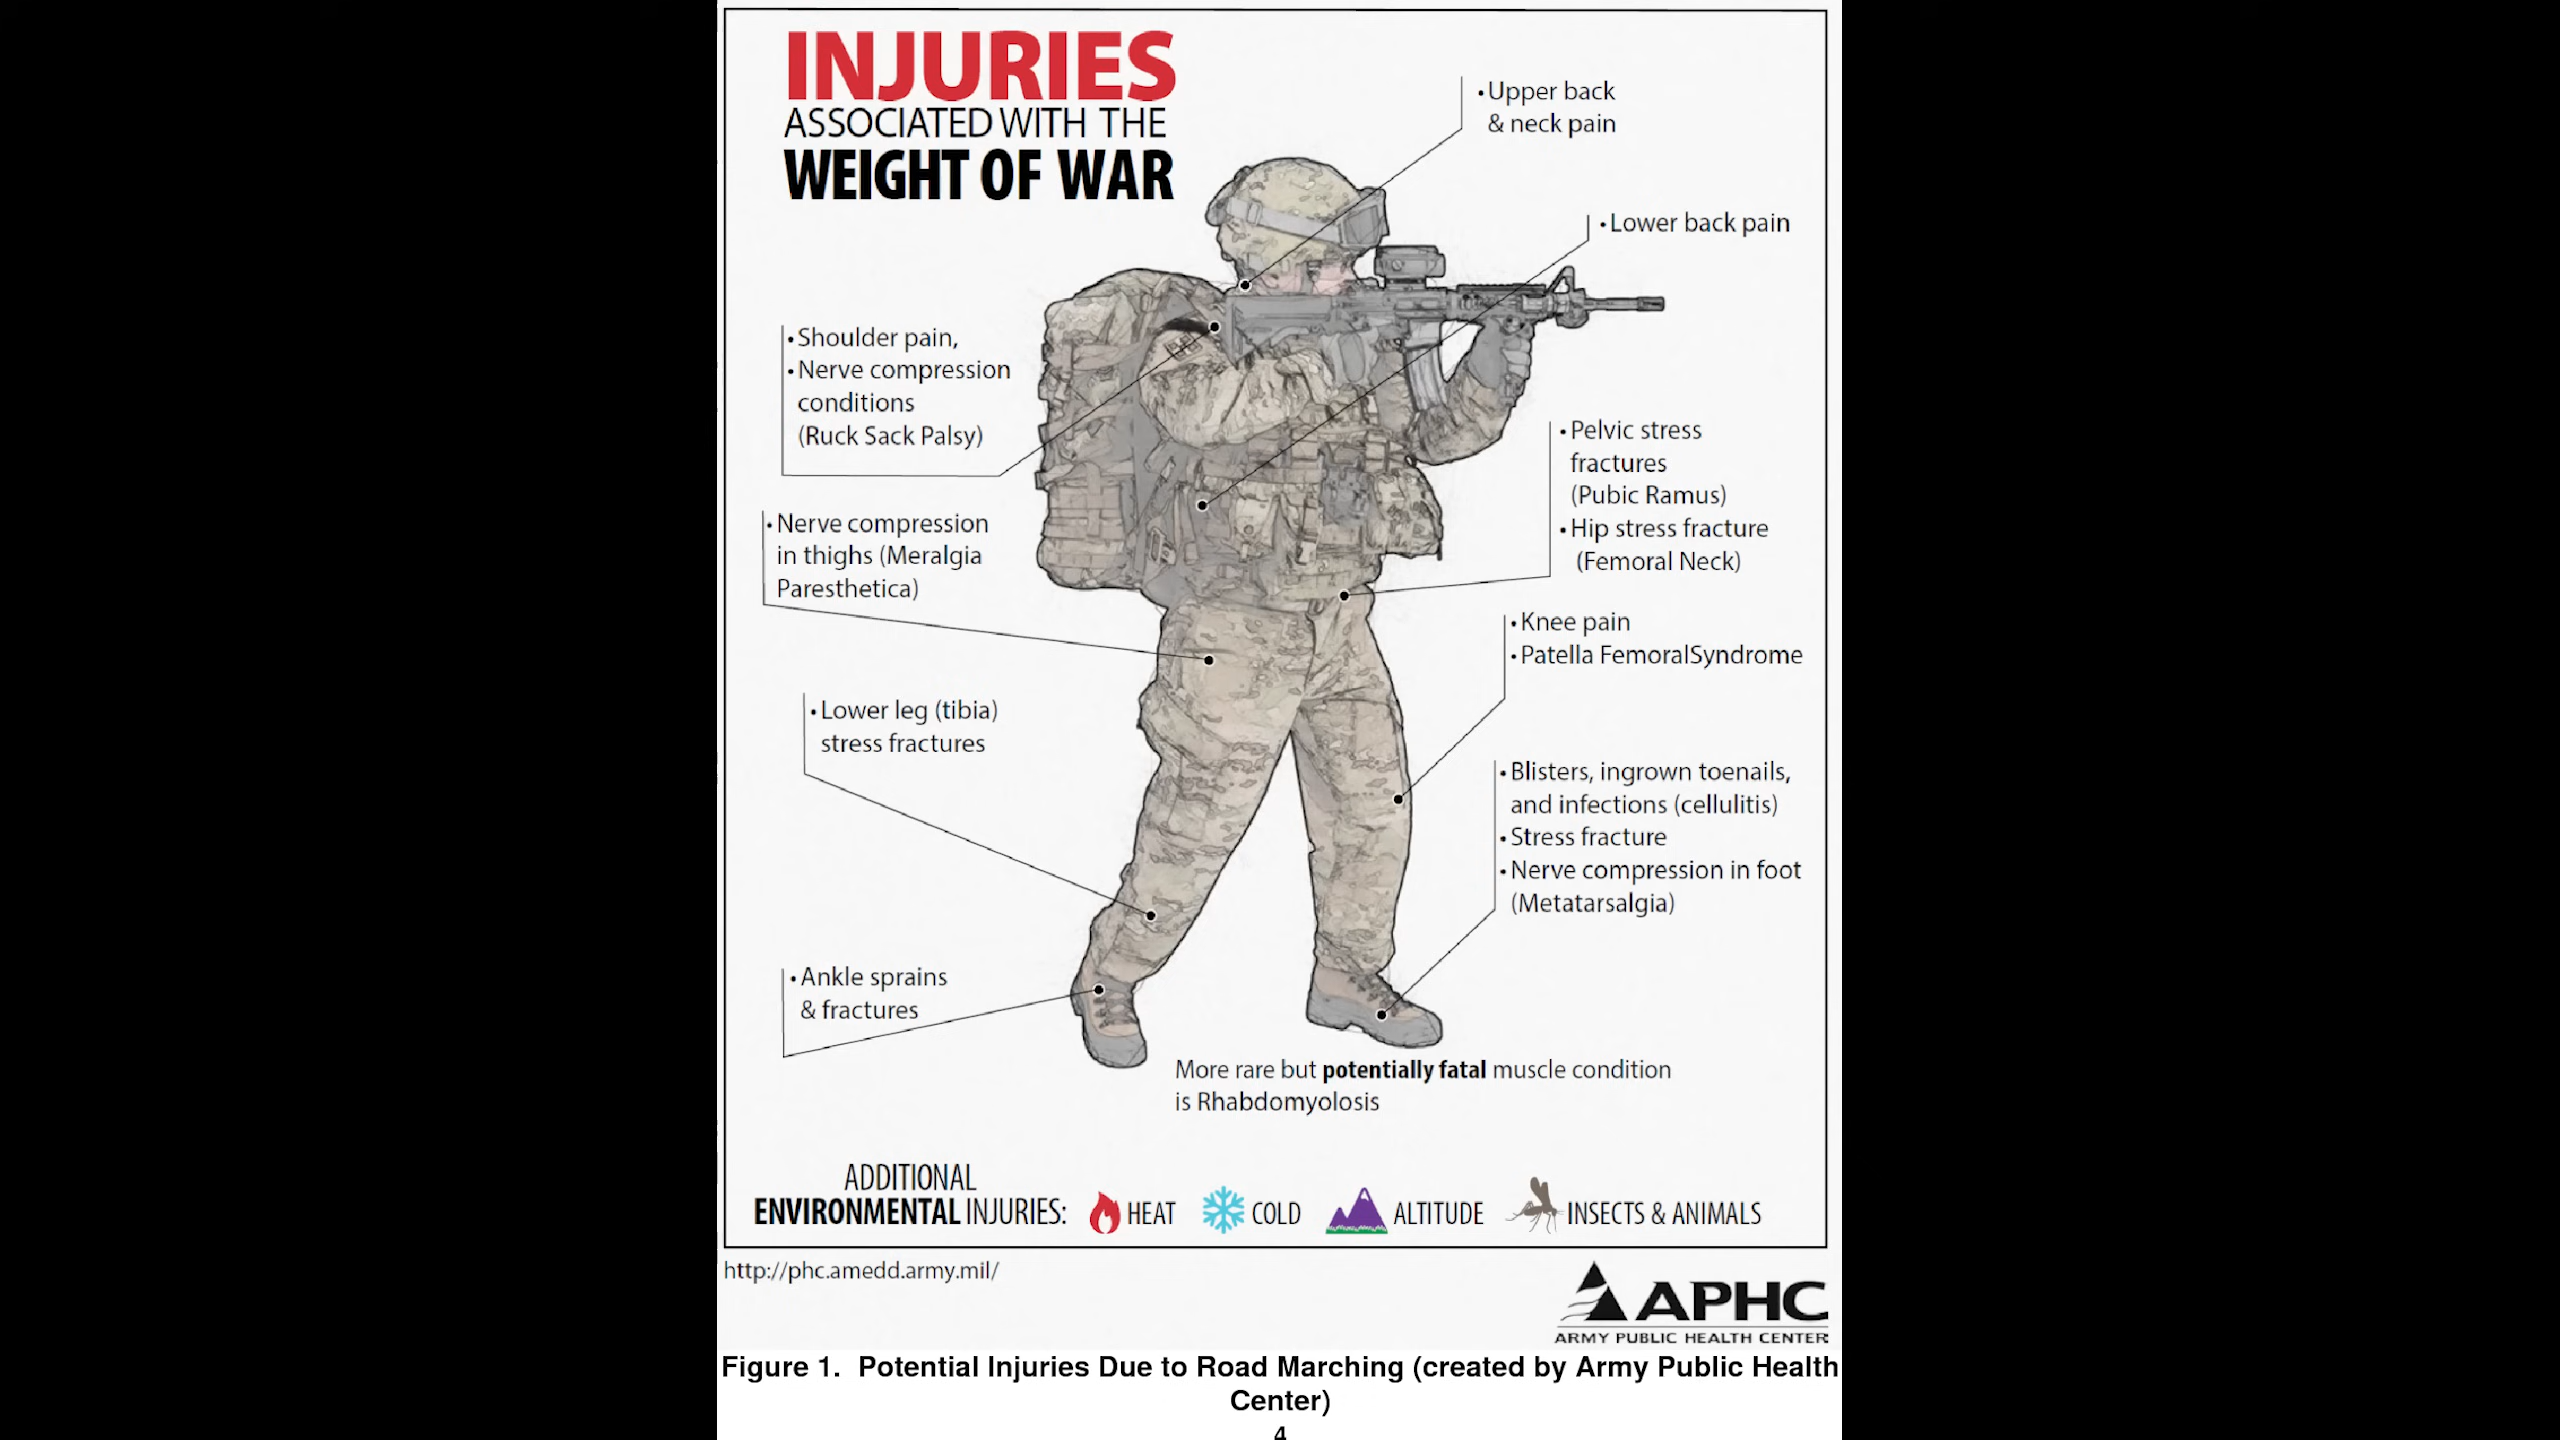 INJURIES
ASSOCIATED WITH THE
WEIGHT OF WAR
•Upper back
& neck pain
•Lower back pain
•Shoulder pain,
•Nerve compression
conditions
(Ruck Sack Palsy)
•Pelvic stress
fractures
(Pubic Ramus)
•Hip stress fracture
(Femoral Neck)
•Nerve compression
in thighs (Meralgia
Paresthetica)
•Knee pain
•Patella FemoralSyndrome
•Lower leg (tibia)
stress fractures
•Blisters, ingrown toenails,
and infections (cellulitis)
•Stress fracture
•Nerve compression in foot
(Metatarsalgia)
•Ankle sprains
& fractures
More rare but potentially fatal muscle condition
is Rhabdomyolosis
ADDITIONAL
ENVIRONMENTAL INJURIES: HEAT COLD ALTITUDE INSECTS & ANIMALS
http://phc.amedd.army.mil/
APHC
ARMY PUBLIC HEALTH CENTER
Figure 1. Potential Injuries Due to Road Marching (created by Army Public Health
Center)
4